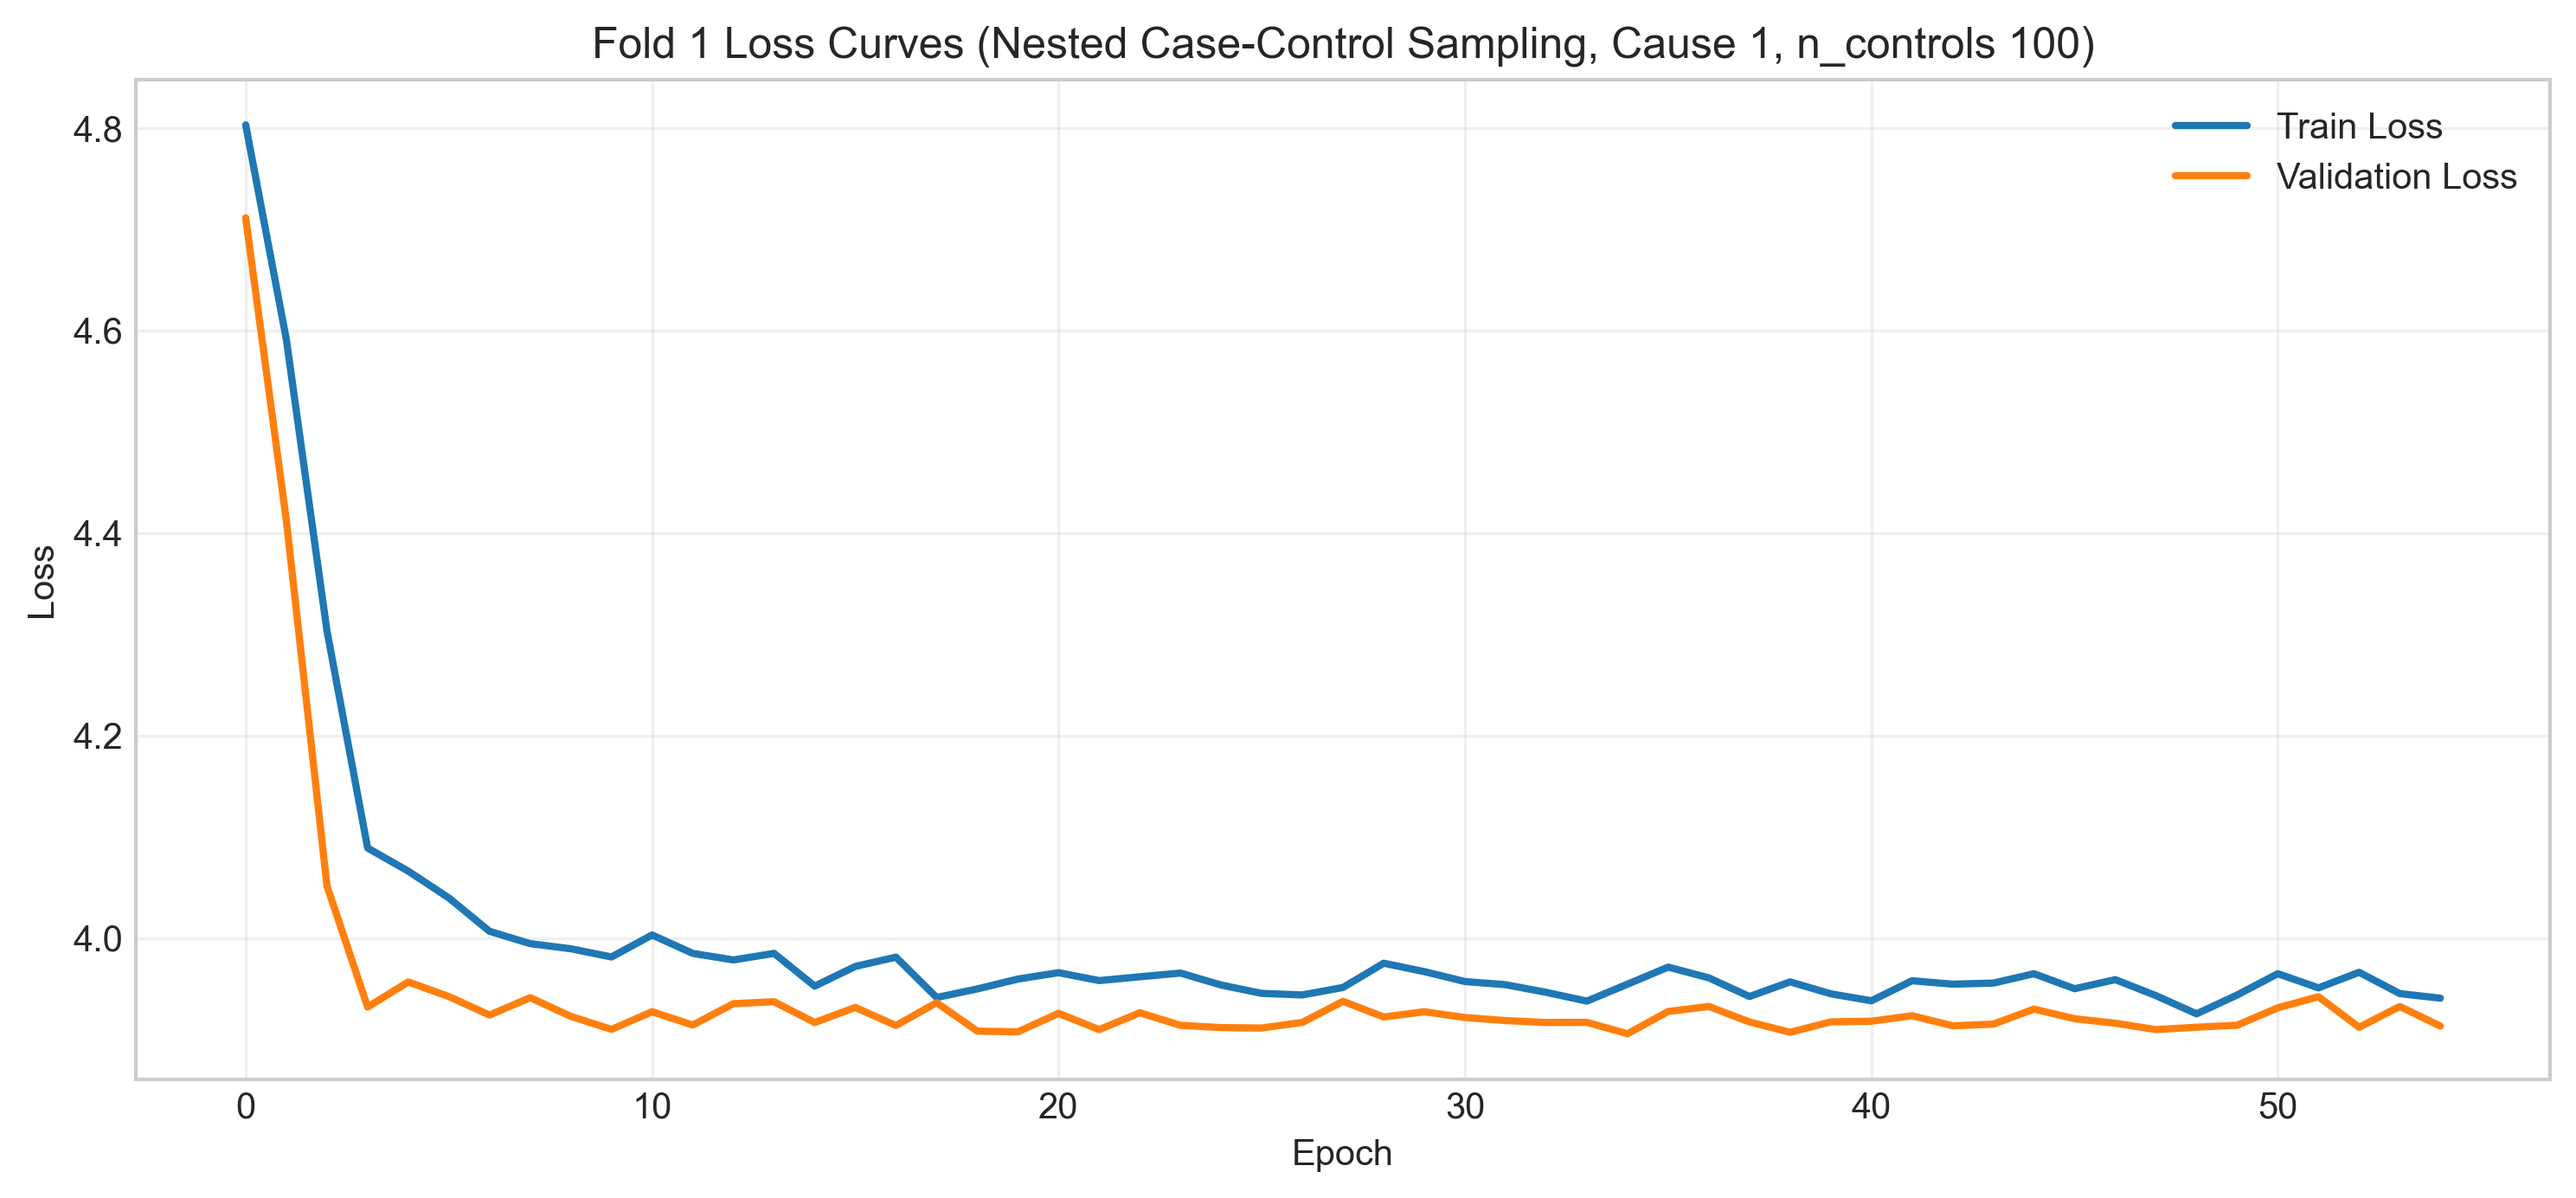 Fold 1 Loss Curves (Nested Case-Control Sampling, Cause 1, n_controls 100)
Train Loss
Validation Loss
4.8
4.6
4.4
4.2
4.0
Loss
0 10 20 30 40 50
Epoch